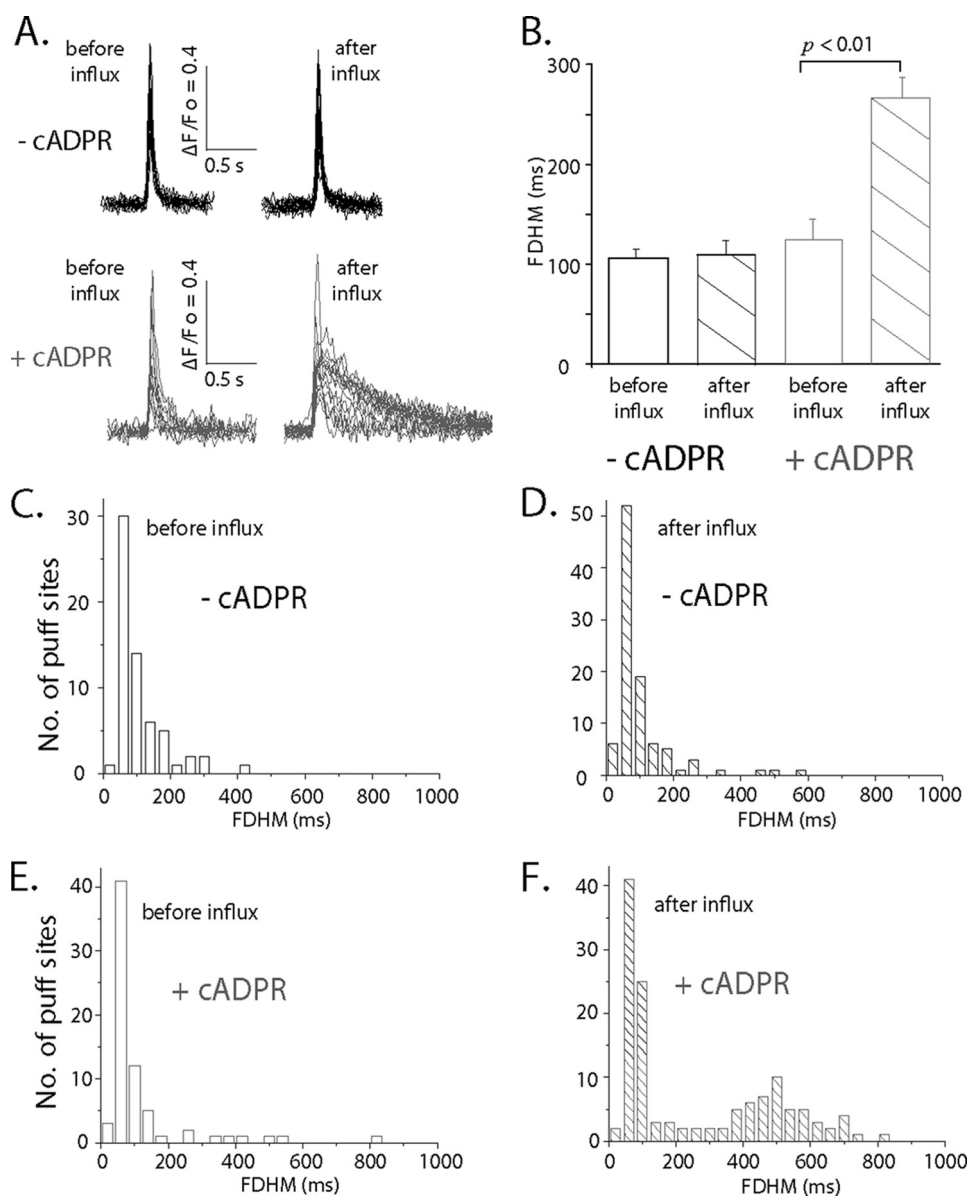 A.
before
influx
ΔF/Fo = 0.4
0.5 s
after
influx
- cADPR
before
influx
ΔF/Fo = 0.4
0.5 s
after
influx
+ cADPR
B.
p < 0.01
FDHM (ms)
300
200
100
0
before
influx
after
influx
before
influx
after
influx
- cADPR
+ cADPR
C.
before influx
- cADPR
No. of puff sites
30
20
10
0
0 200 400 600 800 1000
FDHM (ms)
D.
after influx
- cADPR
50
40
30
20
10
0
0 200 400 600 800 1000
FDHM (ms)
E.
before influx
+ cADPR
No. of puff sites
40
30
20
10
0
0 200 400 600 800 1000
FDHM (ms)
F.
after influx
+ cADPR
40
30
20
10
0
0 200 400 600 800 1000
FDHM (ms)